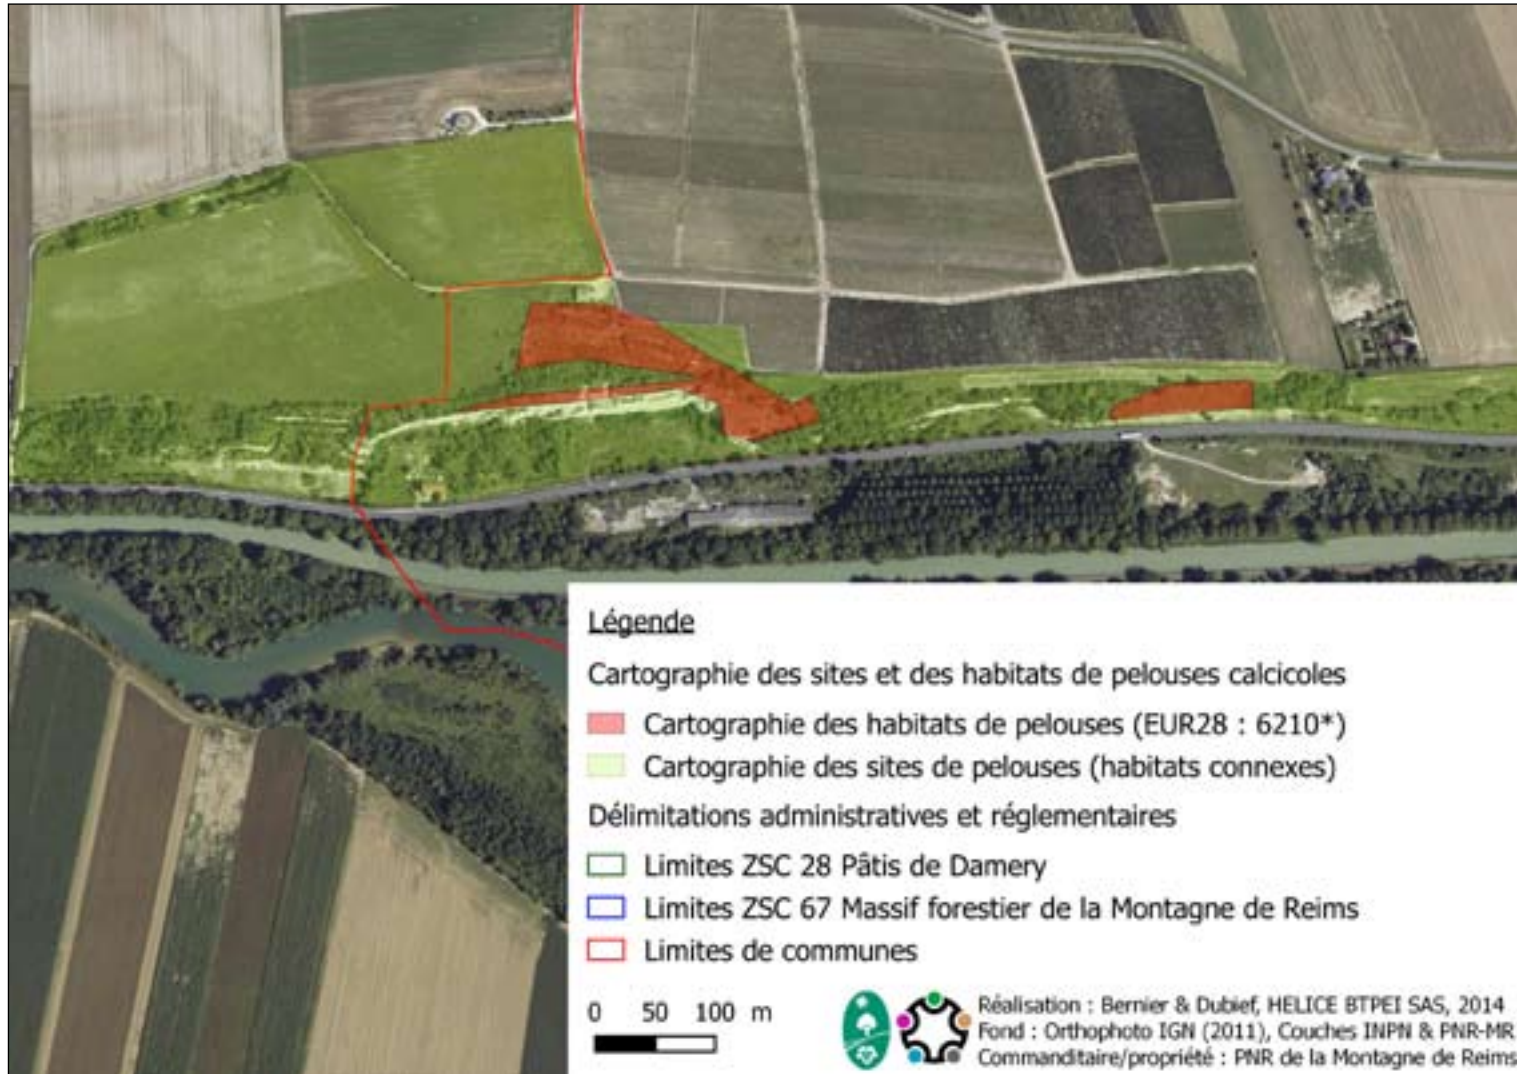 Légende
Cartographie des sites et des habitats de pelouses calcicoles
Cartographie des habitats de pelouses (EUR28 : 6210*)
Cartographie des sites de pelouses (habitats connexes)
Délimitations administratives et réglementaires
Limites ZSC 28 Pâtis de Damery
Limites ZSC 67 Massif forestier de la Montagne de Reims
Limites de communes
0 50 100 m
Réalisation : Bernier & Dubief, HELICE BTPEI SAS, 2014
Fond : Orthophoto IGN (2011), Couches INPN & PNR-MR
Commanditaire/propriété : PNR de la Montagne de Reims